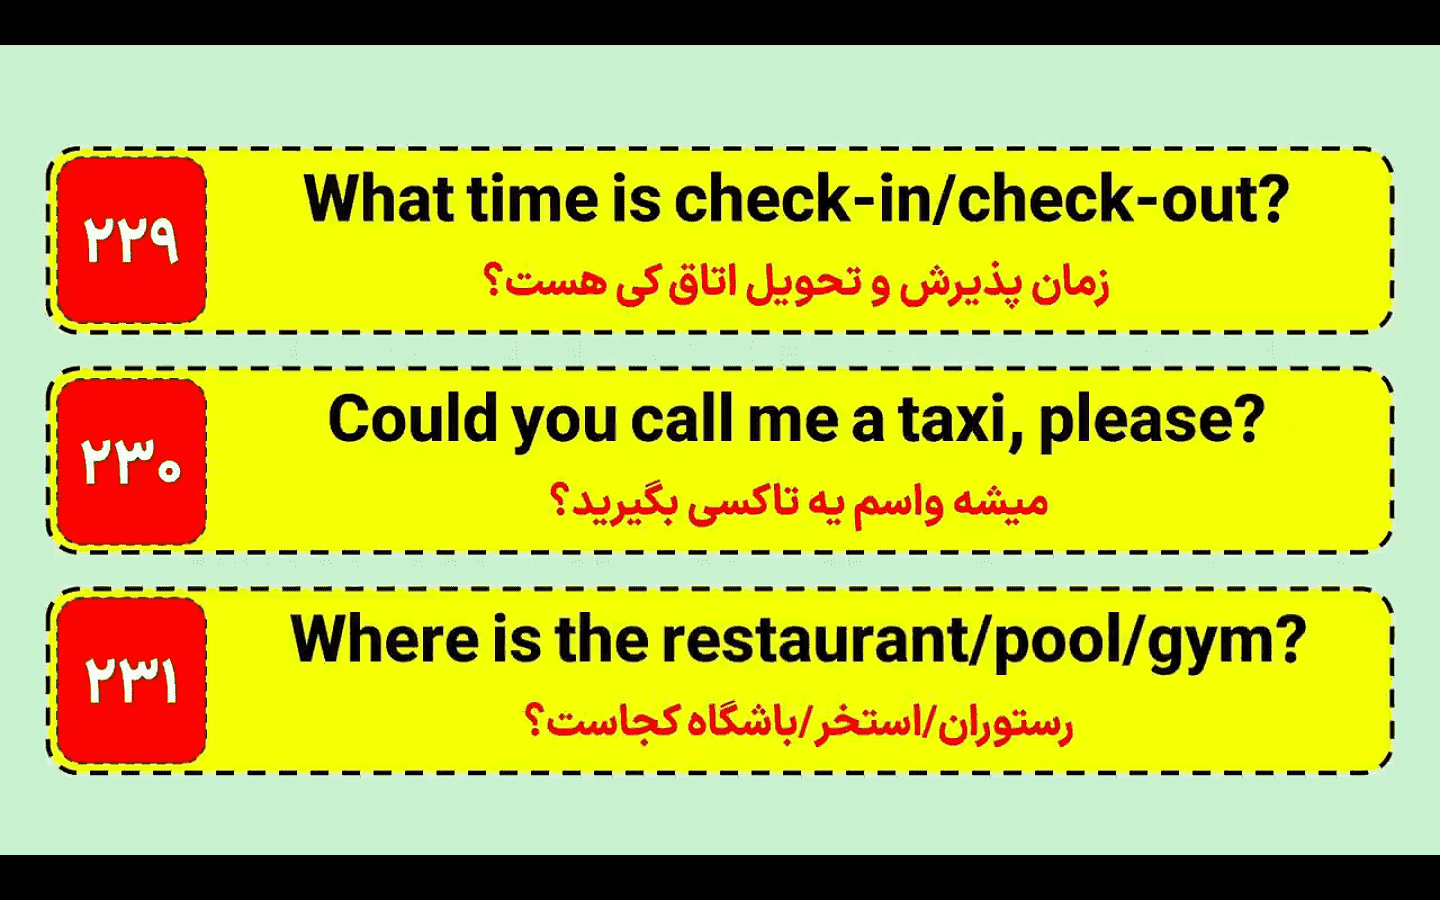 ۲۲۹
What time is check-in/check-out?
زمان پذیرش و تحویل اتاق کی هست؟
۲۳۰
Could you call me a taxi, please?
میشه واسم یه تاکسی بگیرید؟
۲۳۱
Where is the restaurant/pool/gym?
رستوران/استخر/باشگاه کجاست؟